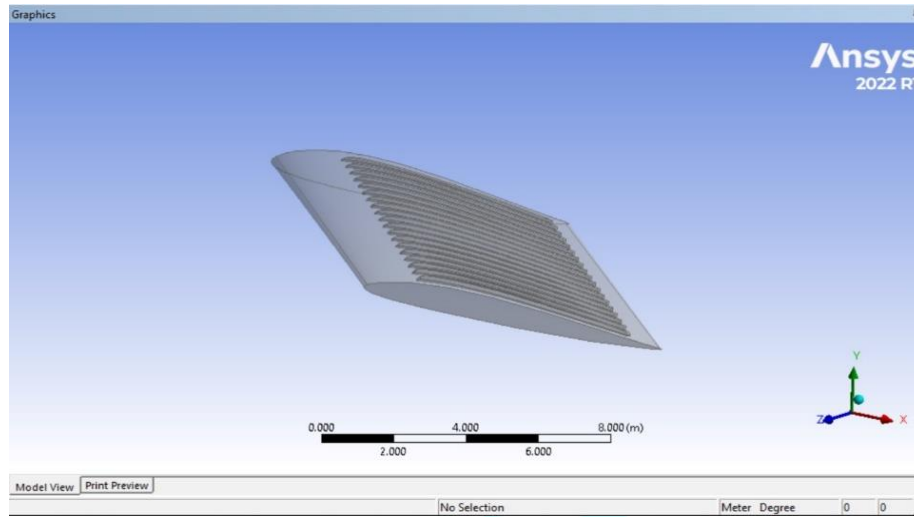 Graphics
Ansys
2022 R
Y
Z
X
0.000 4.000 8.000 (m)
2.000 6.000
Model View Print Preview
No Selection Meter Degree 0 0